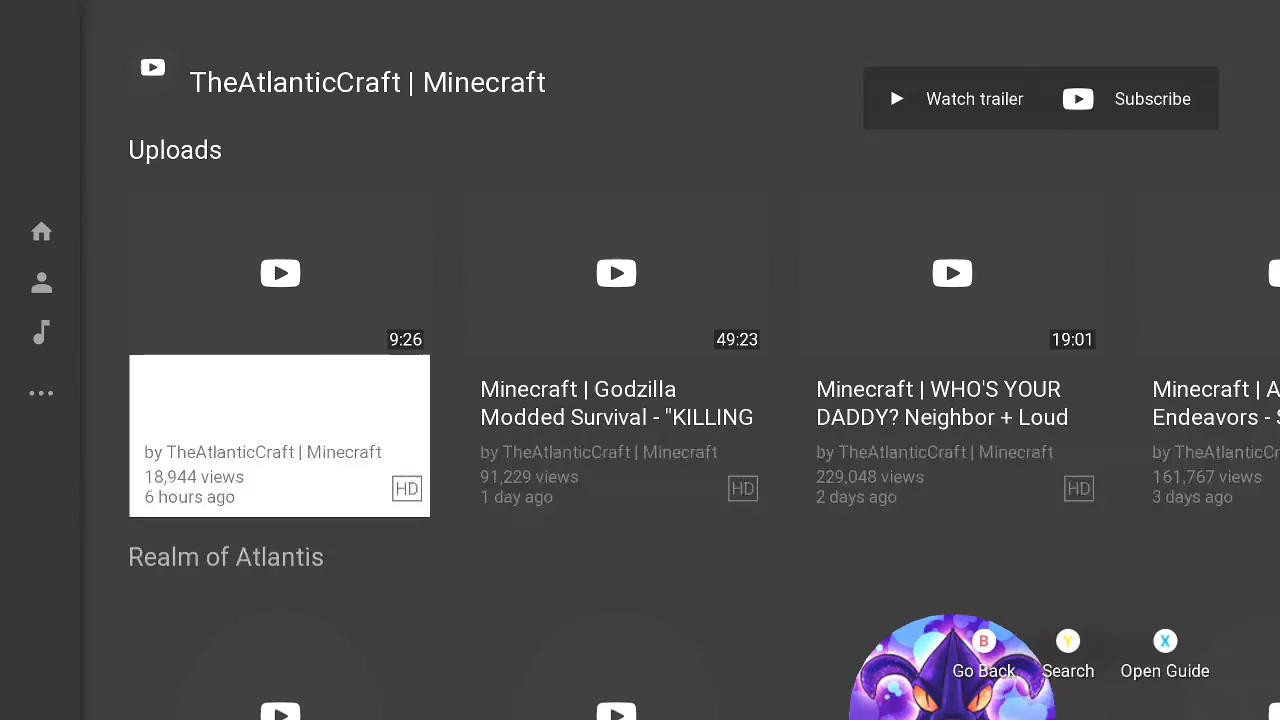 TheAtlanticCraft | Minecraft
Watch trailer
Subscribe
Uploads
9:26
49:23
19:01
by TheAtlanticCraft | Minecraft
18,944 views
6 hours ago
HD
Minecraft | Godzilla
Modded Survival - "KILLING
by TheAtlanticCraft | Minecraft
91,229 views
1 day ago
HD
Minecraft | WHO'S YOUR
DADDY? Neighbor + Loud
by TheAtlanticCraft | Minecraft
229,048 views
2 days ago
HD
Minecraft |
Endeavors -
by
161,767 views
3 days ago
Realm of Atlantis
B
Go Back
Y
Search
X
Open Guide